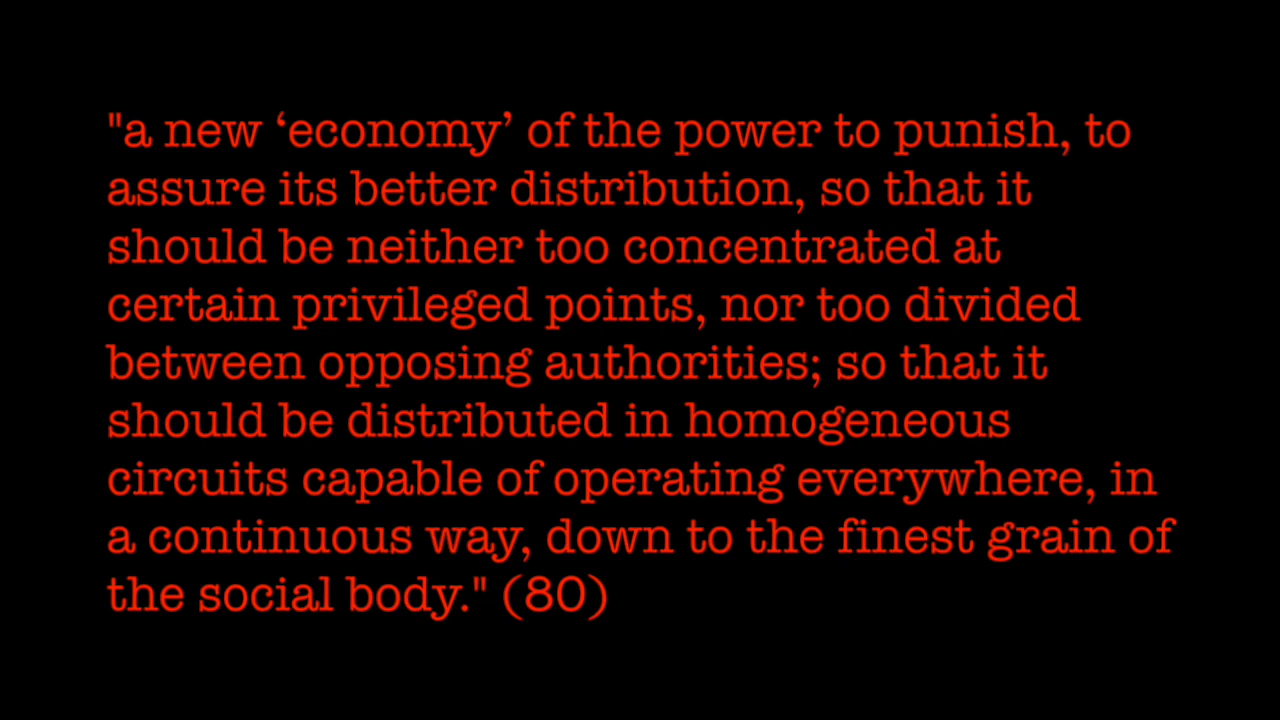 "a new ‘economy’ of the power to punish, to
assure its better distribution, so that it
should be neither too concentrated at
certain privileged points, nor too divided
between opposing authorities; so that it
should be distributed in homogeneous
circuits capable of operating everywhere, in
a continuous way, down to the finest grain of
the social body." (80)